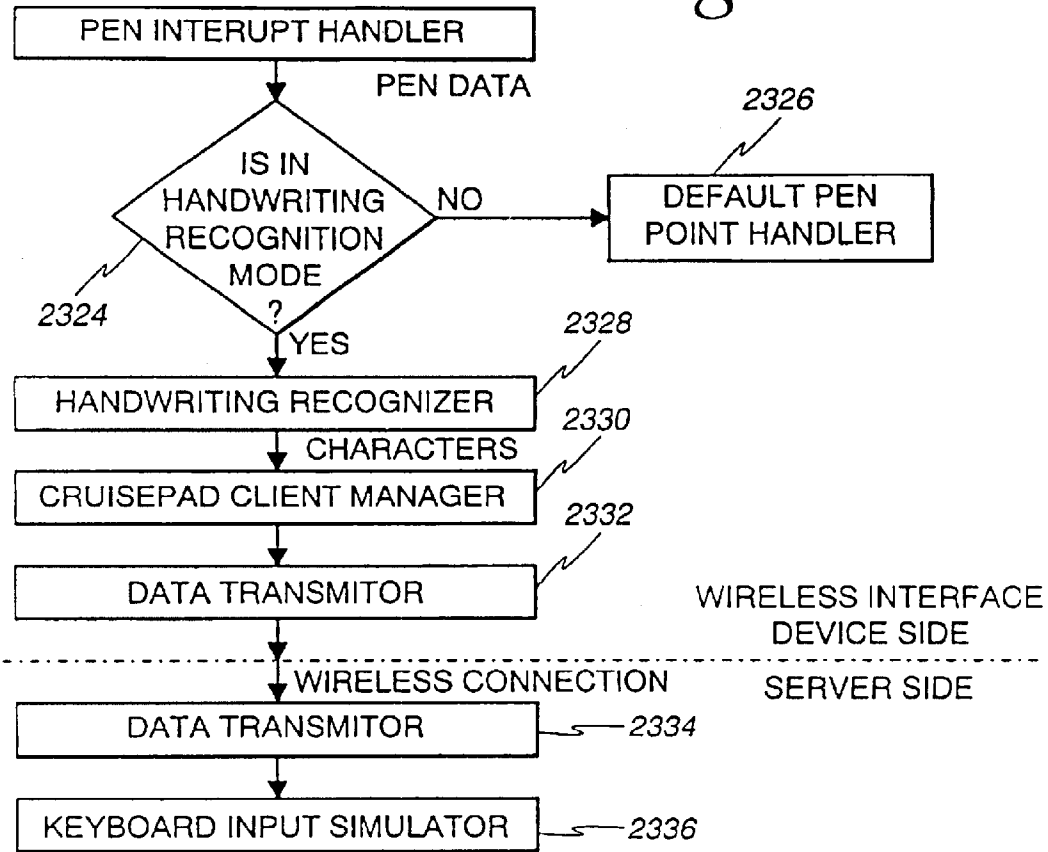 g
PEN INTERUPT HANDLER
PEN DATA
2326
IS IN
HANDWRITING
RECOGNITION
MODE
?
NO
DEFAULT PEN
POINT HANDLER
2324
YES
2328
HANDWRITING RECOGNIZER
2330
CHARACTERS
CRUISEPAD CLIENT MANAGER
2332
DATA TRANSMITOR
WIRELESS INTERFACE
DEVICE SIDE
WIRELESS CONNECTION
SERVER SIDE
DATA TRANSMITOR
2334
KEYBOARD INPUT SIMULATOR
2336